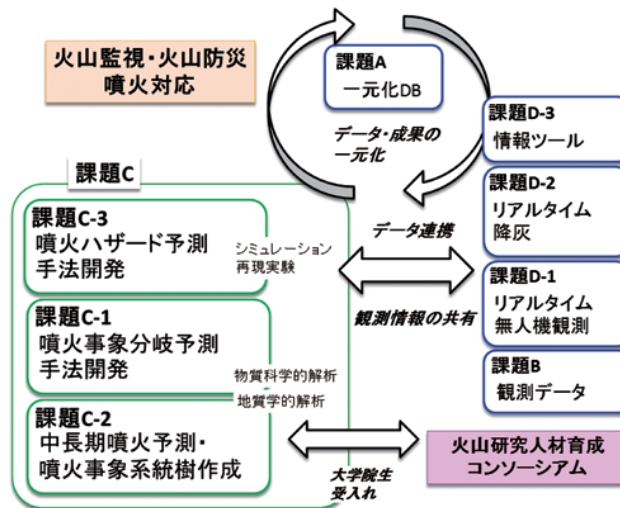 火山監視・火山防災
噴火対応
課題A
一元化DB
データ・成果の
一元化
課題D-3
情報ツール
課題D-2
リアルタイム
降灰
課題D-1
リアルタイム
無人機観測
課題B
観測データ
課題C
課題C-3
噴火ハザード予測
手法開発
シミュレーション
再現実験
データ連携
観測情報の共有
課題C-1
噴火事象分岐予測
手法開発
物質科学的解析
地質学的解析
課題C-2
中長期噴火予測・
噴火事象系統樹作成
大学院生
受入れ
火山研究人材育成
コンソーシアム